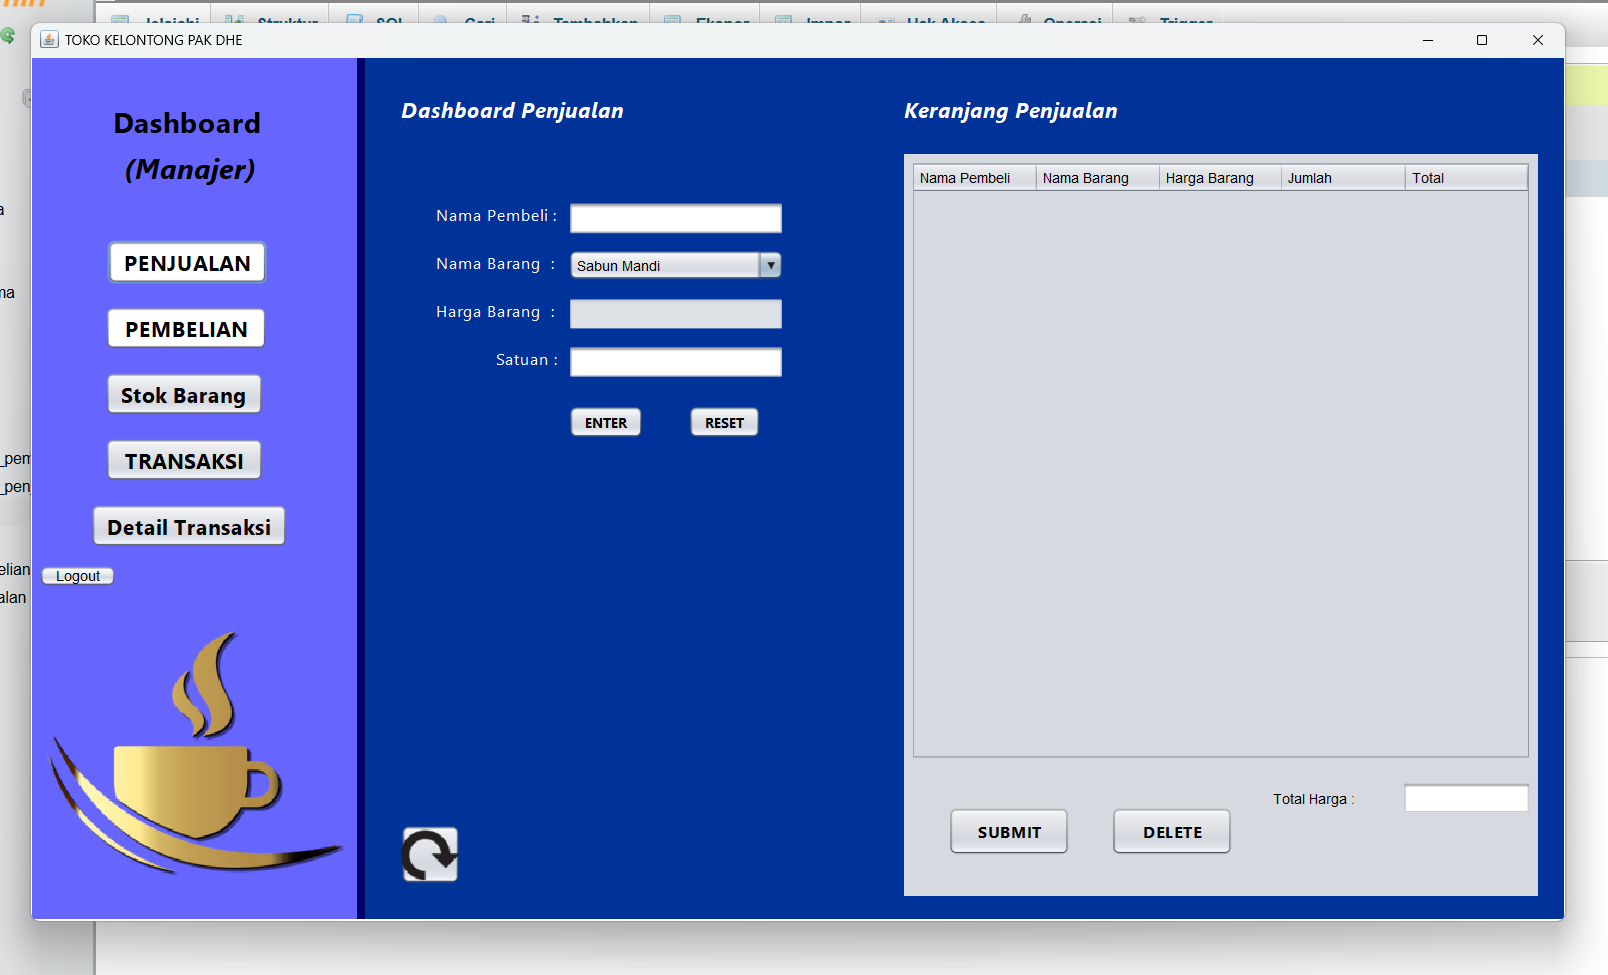 TOKO KELONTONG PAK DHE
Dashboard
(Manajer)
PENJUALAN
PEMBELIAN
Stok Barang
TRANSAKSI
Detail Transaksi
Logout
Dashboard Penjualan
Nama Pembeli :
Nama Barang :
Sabun Mandi
Harga Barang :
Satuan :
ENTER
RESET
Keranjang Penjualan
Nama Pembeli
Nama Barang
Harga Barang
Jumlah
Total
Total Harga :
SUBMIT
DELETE